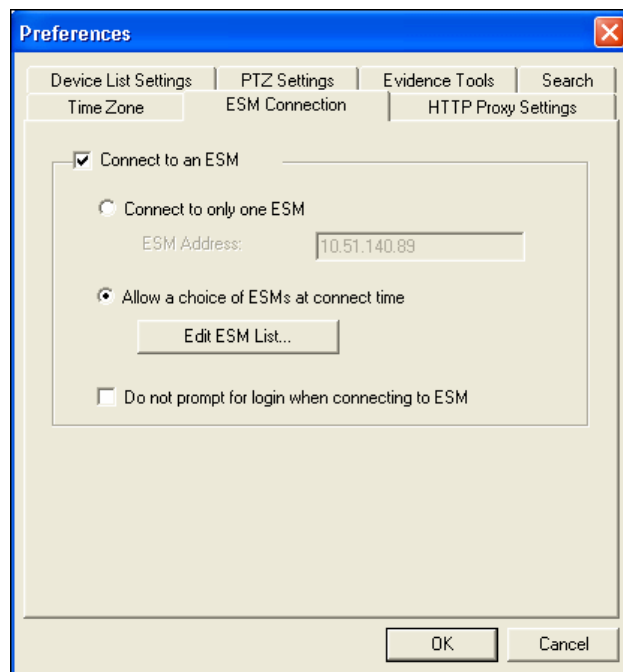 Preferences
Device List Settings PTZ Settings Evidence Tools Search
Time Zone ESM Connection HTTP Proxy Settings
Connect to an ESM
Connect to only one ESM
ESM Address: 10.51.140.89
Allow a choice of ESMs at connect time
Edit ESM List...
Do not prompt for login when connecting to ESM
OK Cancel